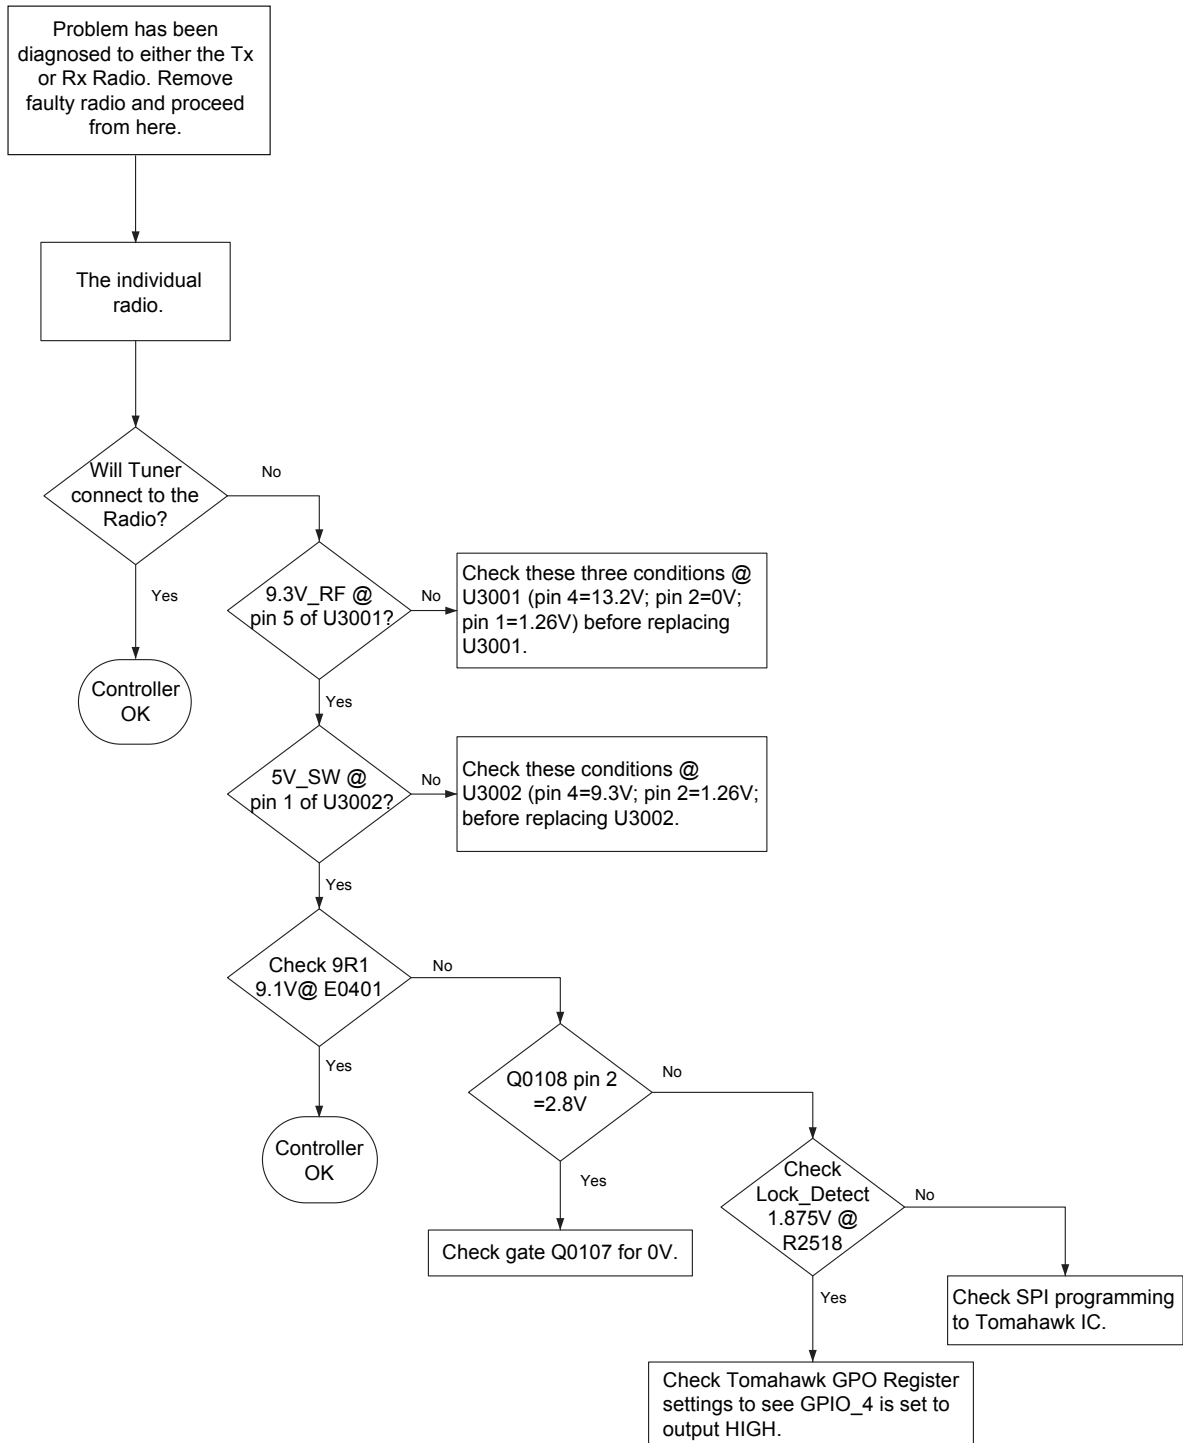 Problem has been
diagnosed to either the Tx
or Rx Radio. Remove
faulty radio and proceed
from here.
The individual
radio.
Will Tuner
connect to the
Radio?
No
Yes
Controller
OK
9.3V_RF @
pin 5 of U3001?
No
Check these three conditions @
U3001 (pin 4=13.2V; pin 2=0V;
pin 1=1.26V) before replacing
U3001.
Yes
5V_SW @
pin 1 of U3002?
No
Check these conditions @
U3002 (pin 4=9.3V; pin 2=1.26V;
before replacing U3002.
Yes
Check 9R1
9.1V@ E0401
No
Yes
Controller
OK
Q0108 pin 2
=2.8V
No
Yes
Check gate Q0107 for 0V.
Check
Lock_Detect
1.875V @
R2518
No
Yes
Check SPI programming
to Tomahawk IC.
Check Tomahawk GPO Register
settings to see GPIO_4 is set to
output HIGH.